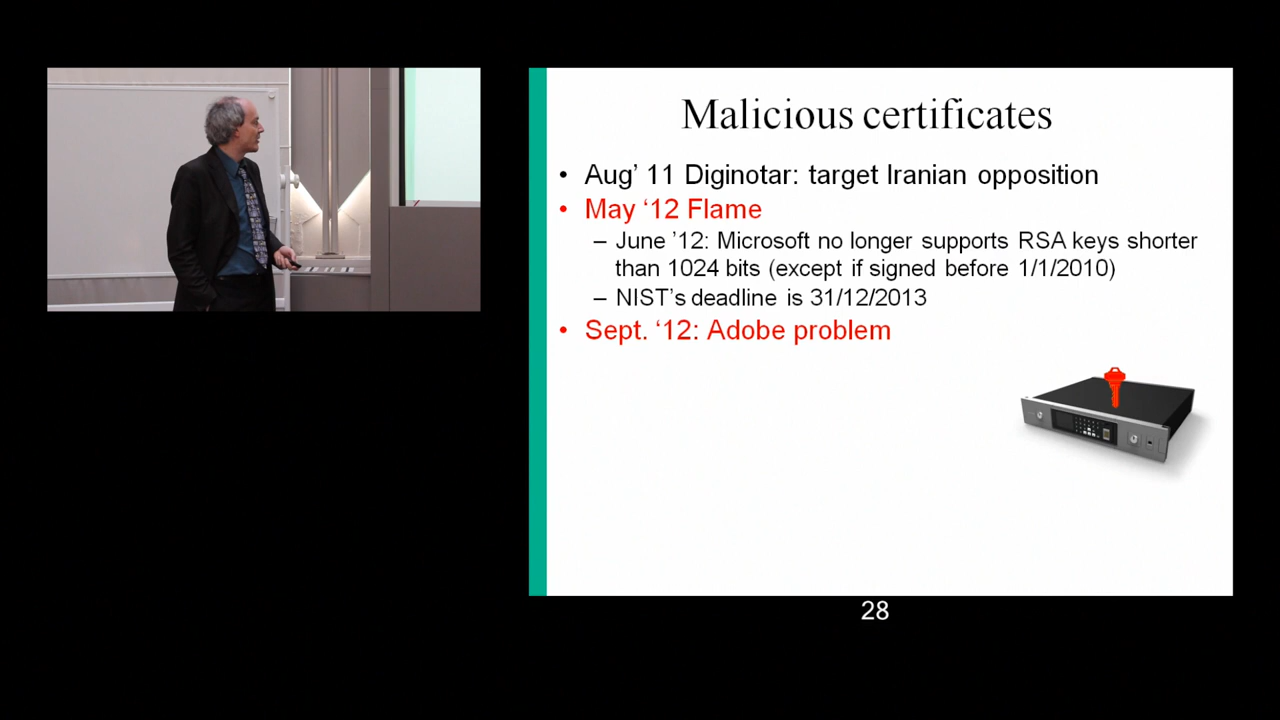 Malicious certificates
• Aug’ 11 Diginotar: target Iranian opposition
• May ‘12 Flame
– June ’12: Microsoft no longer supports RSA keys shorter
than 1024 bits (except if signed before 1/1/2010)
– NIST’s deadline is 31/12/2013
• Sept. ‘12: Adobe problem
28